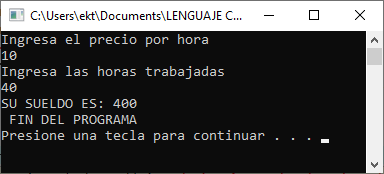 C:\Users\ekt\Documents\LENGUAJE C...
Ingresa el precio por hora
10
Ingresa las horas trabajadas
40
SU SUELDO ES: 400
 FIN DEL PROGRAMA
Presione una tecla para continuar . . .